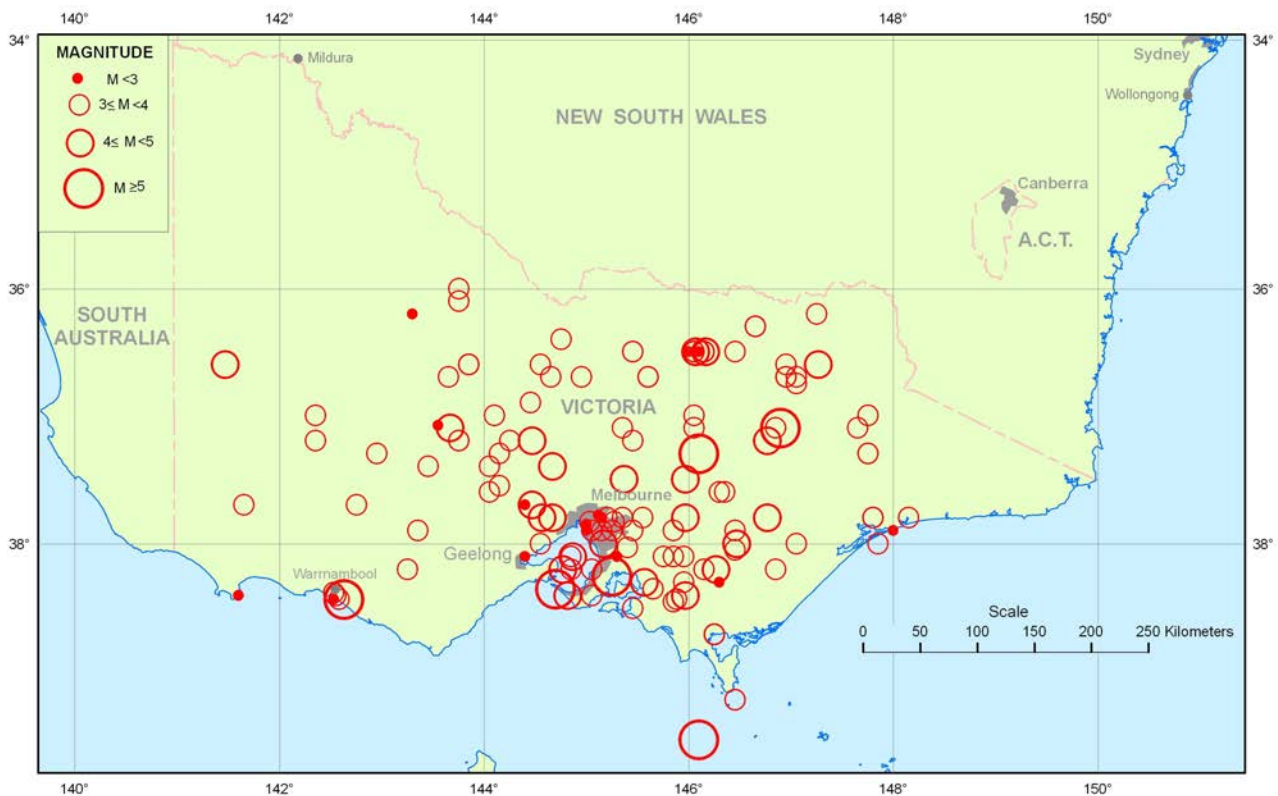 140° 142° 144° 146° 148° 150°
34° 34°
MAGNITUDE
M <3
3≤ M <4
4≤ M <5
M ≥5
Mildura
Sydney
Wollongong
NEW SOUTH WALES
Canberra
A.C.T.
36° 36°
SOUTH
AUSTRALIA
VICTORIA
Melbourne
38° 38°
Geelong
Warrnambool
Scale
0 50 100 150 200 250 Kilometers
140° 142° 144° 146° 148° 150°